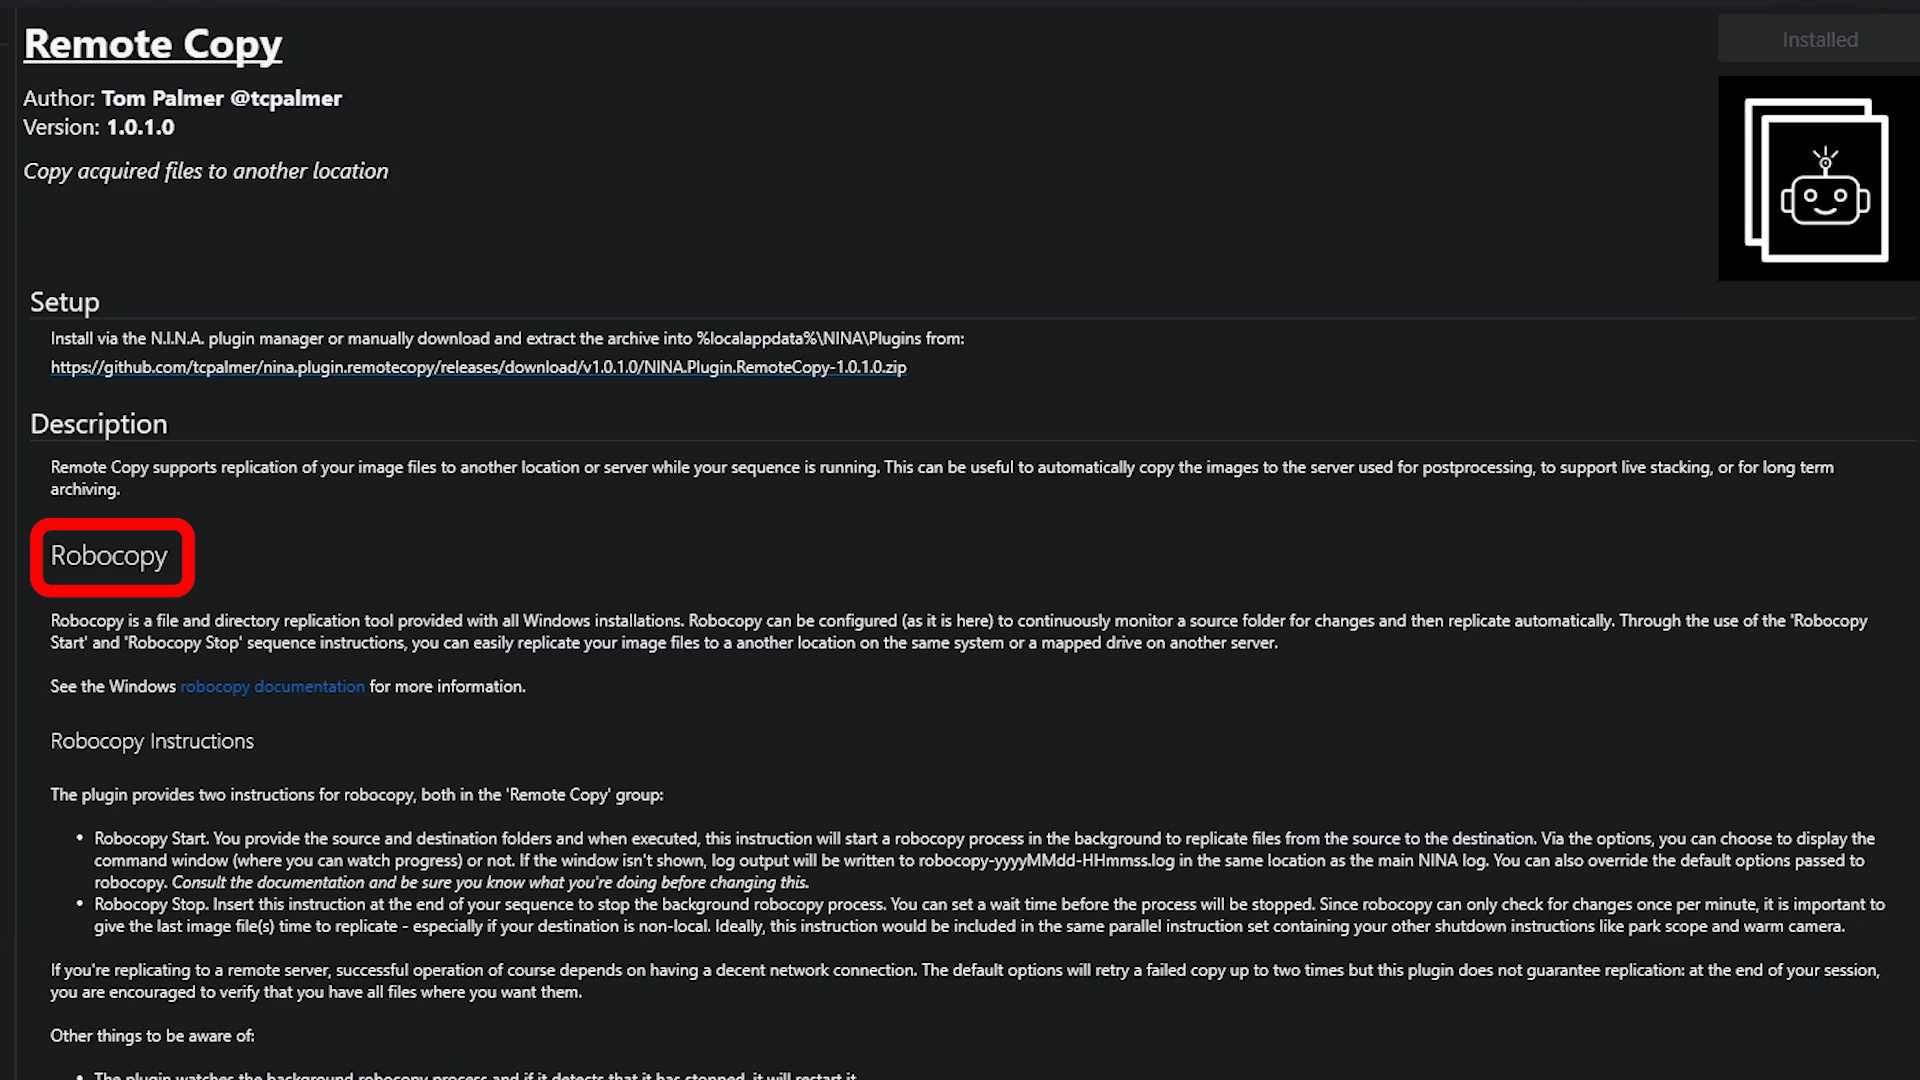 Remote Copy
Installed
Author: Tom Palmer @tcpalmer
Version: 1.0.1.0
Copy acquired files to another location
Setup
Install via the N.I.N.A. plugin manager or manually download and extract the archive into %localappdata%\NINA\Plugins from:
https://github.com/tcpalmer/nina.plugin.remotecopy/releases/download/v1.0.1.0/NINA.Plugin.RemoteCopy-1.0.1.0.zip
Description
Remote Copy supports replication of your image files to another location or server while your sequence is running. This can be useful to automatically copy the images to the server used for postprocessing, to support live stacking, or for long term
archiving.
Robocopy
Robocopy is a file and directory replication tool provided with all Windows installations. Robocopy can be configured (as it is here) to continuously monitor a source folder for changes and then replicate automatically. Through the use of the 'Robocopy
Start' and 'Robocopy Stop' sequence instructions, you can easily replicate your image files to a another location on the same system or a mapped drive on another server.
See the Windows robocopy documentation for more information.
Robocopy Instructions
The plugin provides two instructions for robocopy, both in the 'Remote Copy' group:
• Robocopy Start. You provide the source and destination folders and when executed, this instruction will start a robocopy process in the background to replicate files from the source to the destination. Via the options, you can choose to display the
command window (where you can watch progress) or not. If the window isn't shown, log output will be written to robocopy-yyyyMMdd-HHmmss.log in the same location as the main NINA log. You can also override the default options passed to
robocopy. Consult the documentation and be sure you know what you're doing before changing this.
• Robocopy Stop. Insert this instruction at the end of your sequence to stop the background robocopy process. You can set a wait time before the process will be stopped. Since robocopy can only check for changes once per minute, it is important to
give the last image file(s) time to replicate - especially if your destination is non-local. Ideally, this instruction would be included in the same parallel instruction set containing your other shutdown instructions like park scope and warm camera.
If you're replicating to a remote server, successful operation of course depends on having a decent network connection. The default options will retry a failed copy up to two times but this plugin does not guarantee replication: at the end of your session,
you are encouraged to verify that you have all files where you want them.
Other things to be aware of:
• The plugin watches the background robocopy process and if it detects that it has stopped, it will restart it.